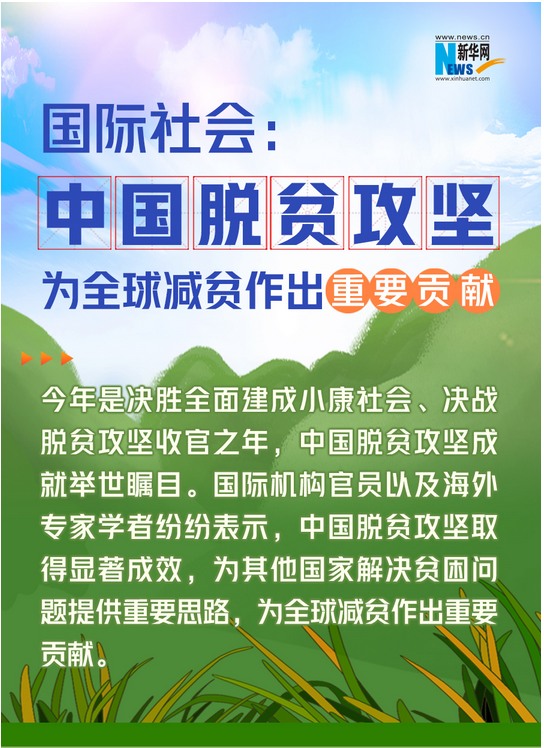 www.news.cn
新华网
NEWS
www.xinhuanet.com
国际社会：
中国脱贫攻坚
为全球减贫作出重要贡献
今年是决胜全面建成小康社会、决战
脱贫攻坚收官之年，中国脱贫攻坚成
就举世瞩目。国际机构官员以及海外
专家学者纷纷表示，中国脱贫攻坚取
得显著成效，为其他国家解决贫困问
题提供重要思路，为全球减贫作出重要
贡献。